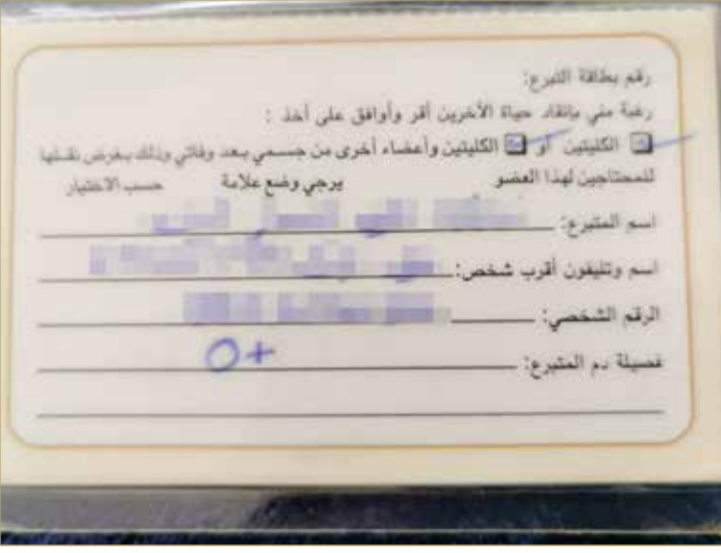 رقم بطاقة التبرع:
رغبة مني بإنقاد حياة الآخرين أقر وأوافق على أخذ :
الكليتين أو الكليتين وأعضاء أخرى من جسمي بعد وفاتي وذلك بغرض نقلها
للمحتاجين لهذا العضو يرجي وضع علامة حسب الاختيار
اسم المتبرع:
اسم وتليفون أقرب شخص:
الرقم الشخصي:
فصيلة دم المتبرع: O+